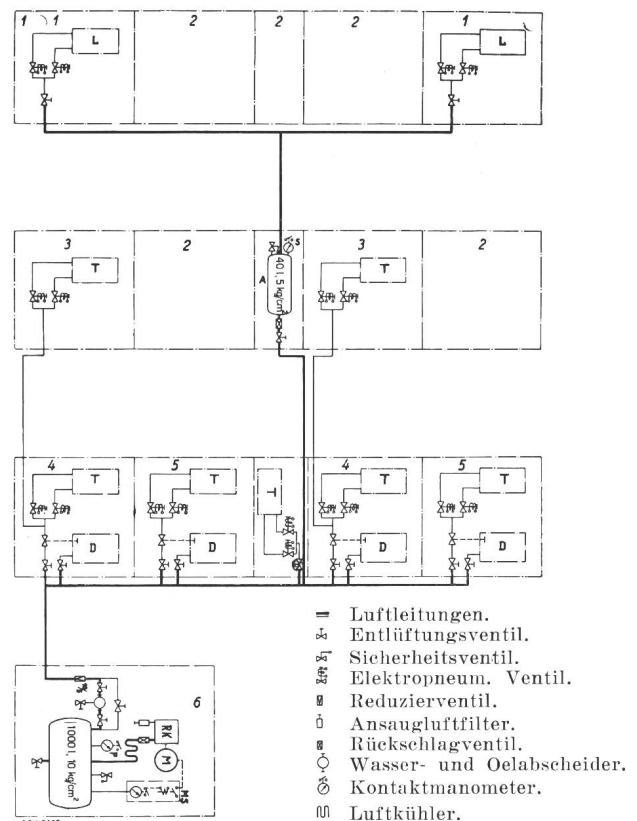 1 1 2 2 2 1
L L
3 2 3 2
T S T
A 40 l, 5 kg/cm²
4 5 4 5
T T T T T
D D D D
6
RK
M
1000 l, 10 kg/cm²
P
MS
Luftleitungen.
Entlüftungsventil.
Sicherheitsventil.
Elektropneum. Ventil.
Reduzierventil.
Ansaugluftfilter.
Rückschlagventil.
Wasser- und Oelabscheider.
Kontaktmanometer.
Luftkühler.